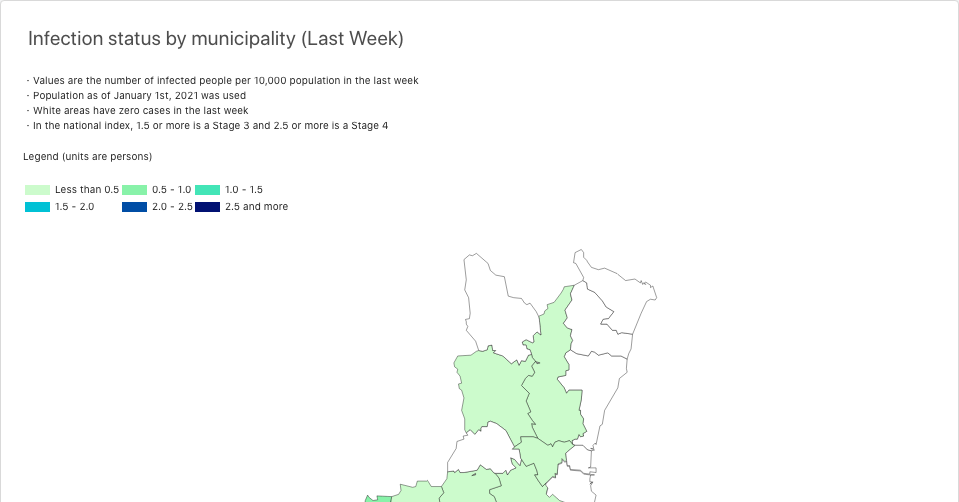 Infection status by municipality (Last Week)
・Values are the number of infected people per 10,000 population in the last week
・Population as of January 1st, 2021 was used
・White areas have zero cases in the last week
・In the national index, 1.5 or more is a Stage 3 and 2.5 or more is a Stage 4
Legend (units are persons)
Less than 0.5 0.5 - 1.0 1.0 - 1.5
1.5 - 2.0 2.0 - 2.5 2.5 and more